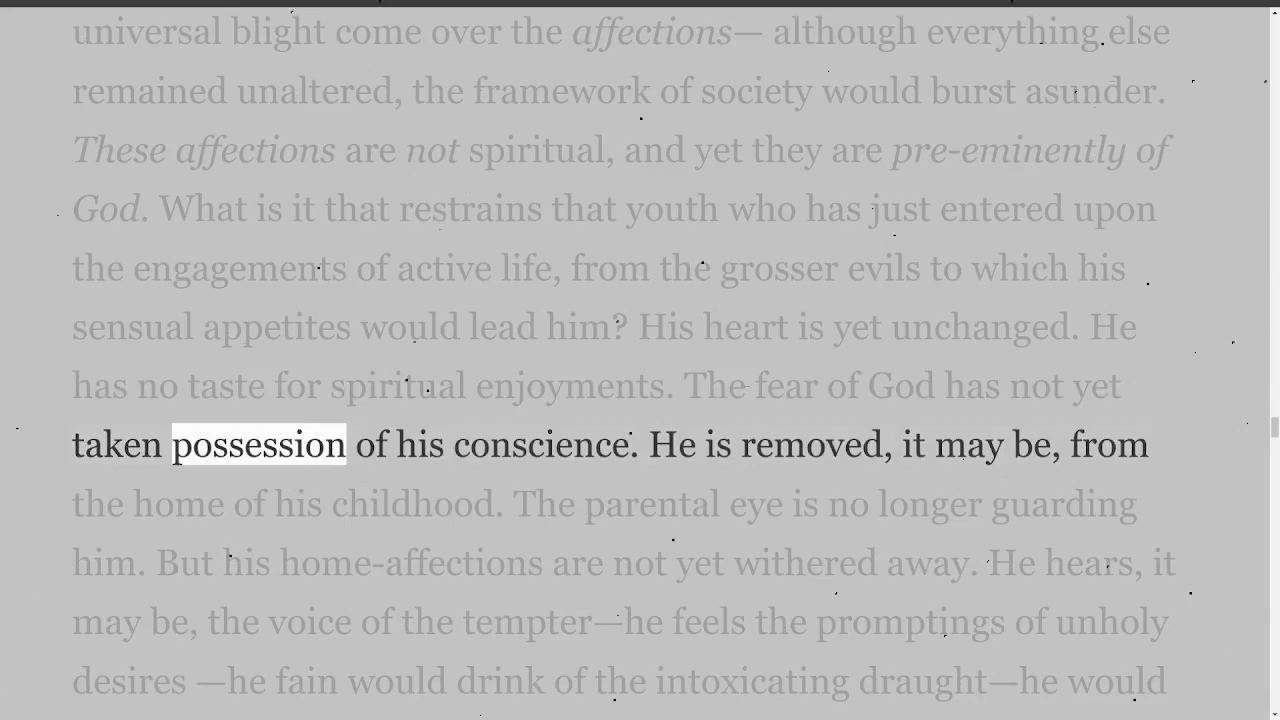 universal blight come over the affections— although everything else
remained unaltered, the framework of society would burst asunder.
These affections are not spiritual, and yet they are pre-eminently of
God. What is it that restrains that youth who has just entered upon
the engagements of active life, from the grosser evils to which his
sensual appetites would lead him? His heart is yet unchanged. He
has no taste for spiritual enjoyments. The fear of God has not yet
taken possession of his conscience. He is removed, it may be, from
the home of his childhood. The parental eye is no longer guarding
him. But his home-affections are not yet withered away. He hears, it
may be, the voice of the tempter—he feels the promptings of unholy
desires —he fain would drink of the intoxicating draught—he would